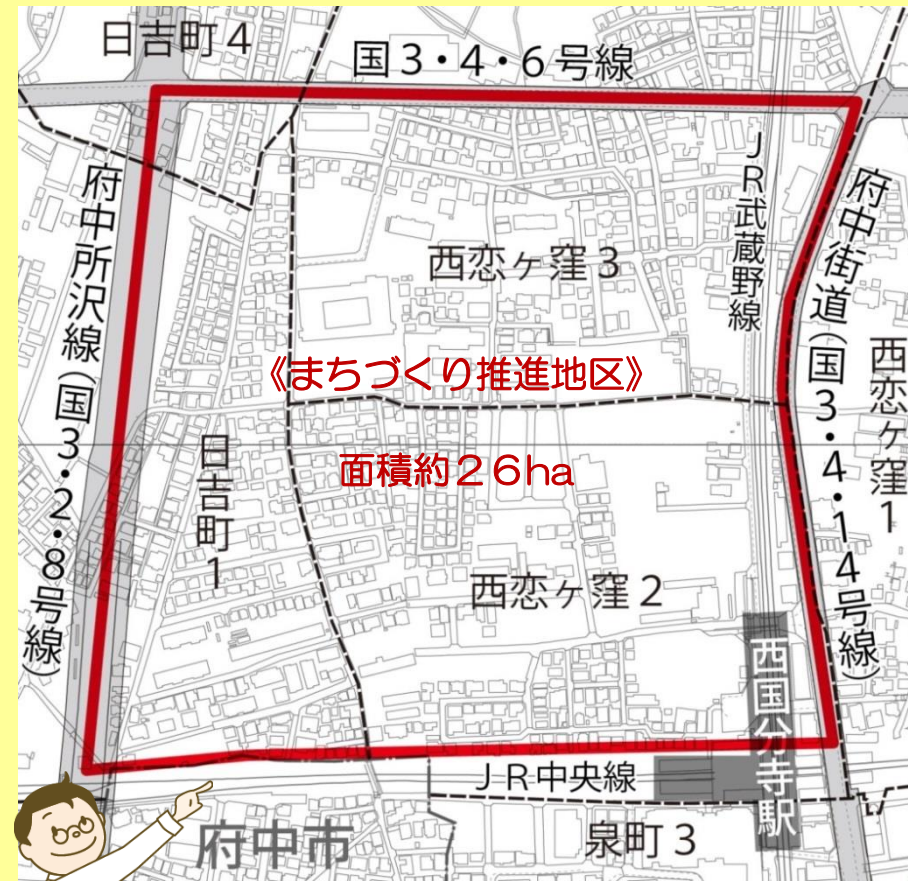 日吉町4
国3・4・6号線
府中所沢線(国3・2・8号線)
JR武蔵野線
府中街道(国3・4・14号線)
西恋ヶ窪3
西恋ヶ窪1
《まちづくり推進地区》
日吉町1
面積約26ha
西恋ヶ窪2
西国分寺駅
JR中央線
府中市
泉町3